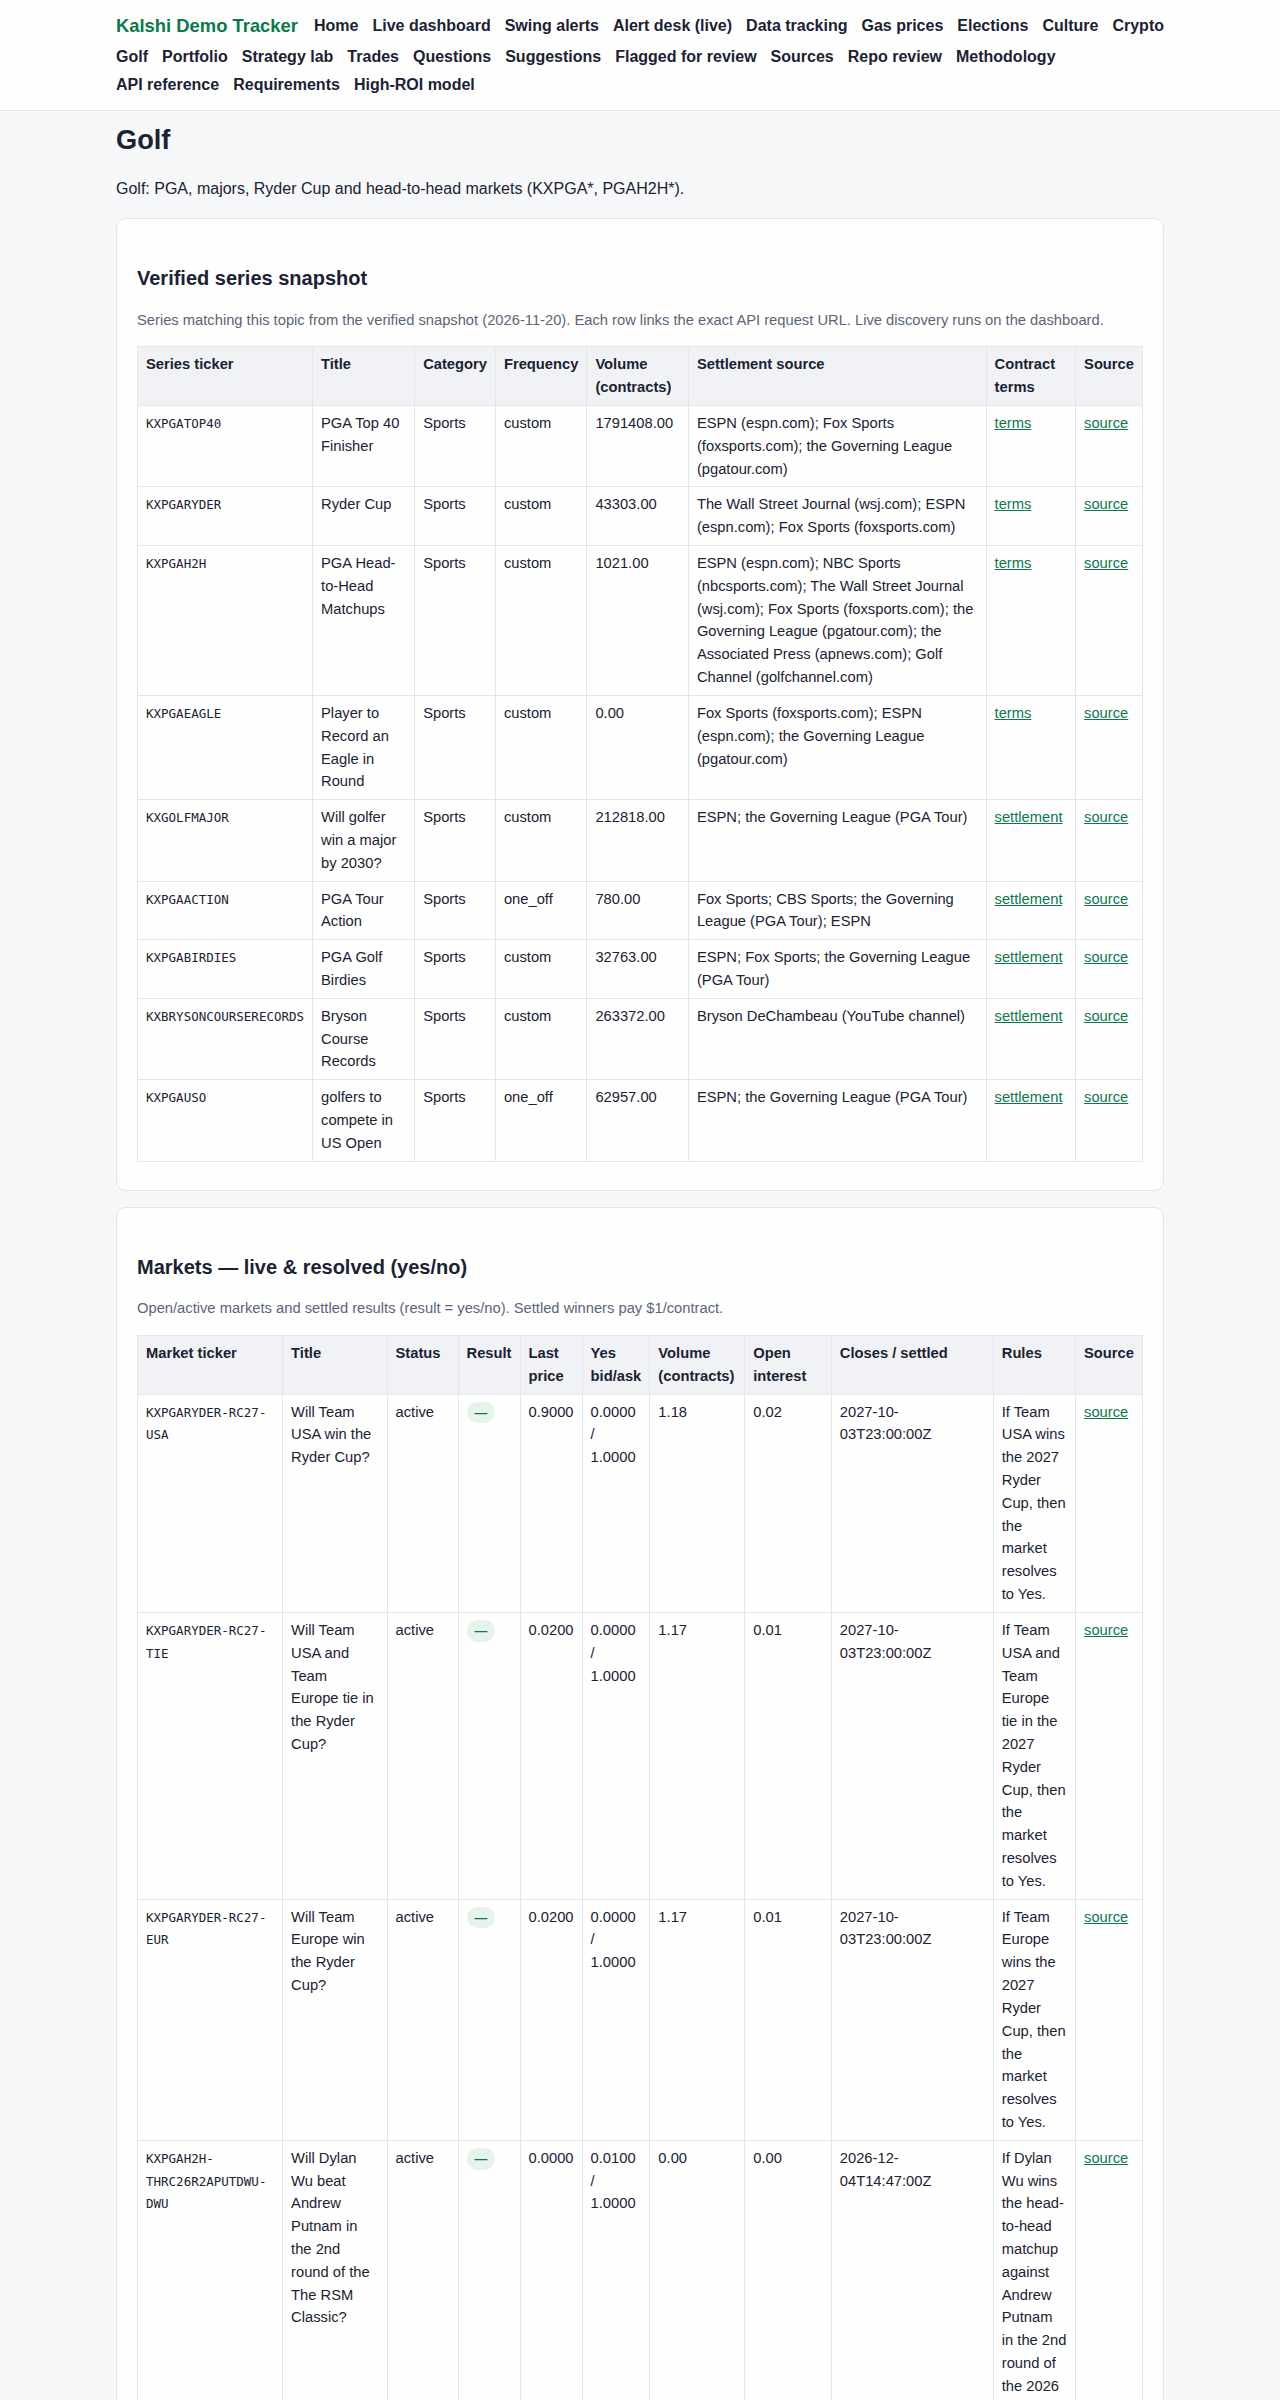 Kalshi Demo Tracker Home Live dashboard Swing alerts Alert desk (live) Data tracking Gas prices Elections Culture Crypto
Golf Portfolio Strategy lab Trades Questions Suggestions Flagged for review Sources Repo review Methodology
API reference Requirements High-ROI model
Golf
Golf: PGA, majors, Ryder Cup and head-to-head markets (KXPGA*, PGAH2H*).
Verified series snapshot
Series matching this topic from the verified snapshot (2026-11-20). Each row links the exact API request URL. Live discovery runs on the dashboard.
Series ticker Title Category Frequency Volume Settlement source Contract Source
(contracts) terms
KXPGATOP40 PGA Top 40 Sports custom 1791408.00 ESPN (espn.com); Fox Sports terms source
Finisher (foxsports.com); the Governing League
(pgatour.com)
KXPGARYDER Ryder Cup Sports custom 43303.00 The Wall Street Journal (wsj.com); ESPN terms source
(espn.com); Fox Sports (foxsports.com)
KXPGAH2H PGA Head- Sports custom 1021.00 ESPN (espn.com); NBC Sports terms source
to-Head (nbcsports.com); The Wall Street Journal
Matchups (wsj.com); Fox Sports (foxsports.com); the
Governing League (pgatour.com); the
Associated Press (apnews.com); Golf
Channel (golfchannel.com)
KXPGAEAGLE Player to Sports custom 0.00 Fox Sports (foxsports.com); ESPN terms source
Record an (espn.com); the Governing League
Eagle in (pgatour.com)
Round
KXGOLFMAJOR Will golfer Sports custom 212818.00 ESPN; the Governing League (PGA Tour) settlement source
win a major
by 2030?
KXPGAACTION PGA Tour Sports one_off 780.00 Fox Sports; CBS Sports; the Governing settlement source
Action League (PGA Tour); ESPN
KXPGABIRDIES PGA Golf Sports custom 32763.00 ESPN; Fox Sports; the Governing League settlement source
Birdies (PGA Tour)
KXBRYSONCOURSERECORDS Bryson Sports custom 263372.00 Bryson DeChambeau (YouTube channel) settlement source
Course
Records
KXPGAUSO golfers to Sports one_off 62957.00 ESPN; the Governing League (PGA Tour) settlement source
compete in
US Open
Markets — live & resolved (yes/no)
Open/active markets and settled results (result = yes/no). Settled winners pay $1/contract.
Market ticker Title Status Result Last Yes Volume Open Closes / settled Rules Source
price bid/ask (contracts) interest
KXPGARYDER-RC27- Will Team active — 0.9000 0.0000 1.18 0.02 2027-10- If Team source
USA USA win the / 03T23:00:00Z USA wins
Ryder Cup? 1.0000 the 2027
Ryder
Cup, then
the
market
resolves
to Yes.
KXPGARYDER-RC27- Will Team active — 0.0200 0.0000 1.17 0.01 2027-10- If Team source
TIE USA and / 03T23:00:00Z USA and
Team 1.0000 Team
Europe tie in Europe
the Ryder tie in the
Cup? 2027
Ryder
Cup, then
the
market
resolves
to Yes.
KXPGARYDER-RC27- Will Team active — 0.0200 0.0000 1.17 0.01 2027-10- If Team source
EUR Europe win / 03T23:00:00Z Europe
the Ryder 1.0000 wins the
Cup? 2027
Ryder
Cup, then
the
market
resolves
to Yes.
KXPGAH2H- Will Dylan active — 0.0000 0.0100 0.00 0.00 2026-12- If Dylan source
THRC26R2APUTDWU- Wu beat / 04T14:47:00Z Wu wins
DWU Andrew 1.0000 the head-
Putnam in to-head
the 2nd matchup
round of the against
The RSM Andrew
Classic? Putnam
in the 2nd
round of
the 2026